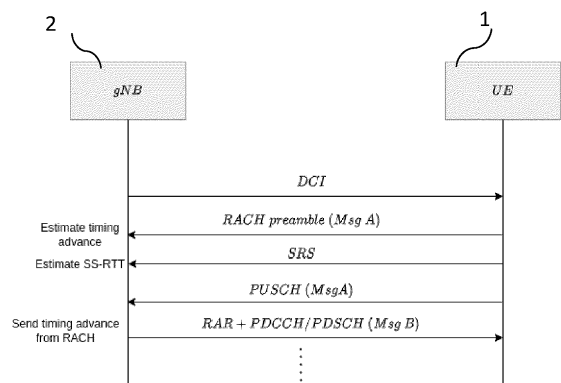 2
1
gNB
UE
DCI
RACH preamble (Msg A)
Estimate timing
advance
SRS
Estimate SS-RTT
PUSCH (MsgA)
Send timing advance
from RACH
RAR + PDCCH/PDSCH (Msg B)